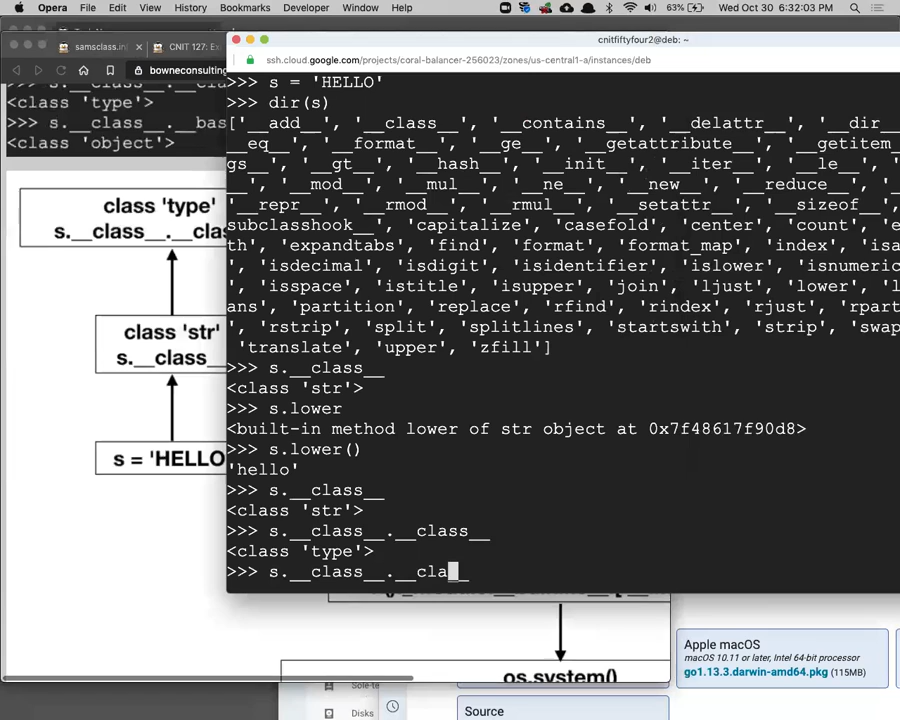 Opera File Edit View History Bookmarks Developer Window Help 63% Wed Oct 30 6:32:03 PM
samsclass.in
CNIT 127: Ex
bowneconsulting
<class 'type'>
>>> s.__class__.__bas
<class 'object'>
class 'type'
s.__class__.__clas
class 'str'
s.__class__
s = 'HELLO
cnitfiftyfour2@deb: ~
ssh.cloud.google.com/projects/coral-balancer-256023/zones/us-central1-a/instances/deb
>>> s = 'HELLO'
>>> dir(s)
['__add__', '__class__', '__contains__', '__delattr__', '__dir__
__eq__', '__format__', '__ge__', '__getattribute__', '__getitem
gs__', '__gt__', '__hash__', '__init__', '__iter__', '__le__',
__', '__mod__', '__mul__', '__ne__', '__new__', '__reduce__',
'__repr__', '__rmod__', '__rmul__', '__setattr__', '__sizeof__'
subclasshook__', 'capitalize', 'casefold', 'center', 'count', 'e
th', 'expandtabs', 'find', 'format', 'format_map', 'index', 'isa
, 'isdecimal', 'isdigit', 'isidentifier', 'islower', 'isnumeric
, 'isspace', 'istitle', 'isupper', 'join', 'ljust', 'lower', 'l
ans', 'partition', 'replace', 'rfind', 'rindex', 'rjust', 'rpart
, 'rstrip', 'split', 'splitlines', 'startswith', 'strip', 'swap
'translate', 'upper', 'zfill']
>>> s.__class__
<class 'str'>
>>> s.lower
<built-in method lower of str object at 0x7f48617f90d8>
>>> s.lower()
'hello'
>>> s.__class__
<class 'str'>
>>> s.__class__.__class__
<class 'type'>
>>> s.__class__.__cla__
os.system()
Apple macOS
macOS 10.11 or later, Intel 64-bit processor
go1.13.3.darwin-amd64.pkg (115MB)
Sole-te
Disks
Source